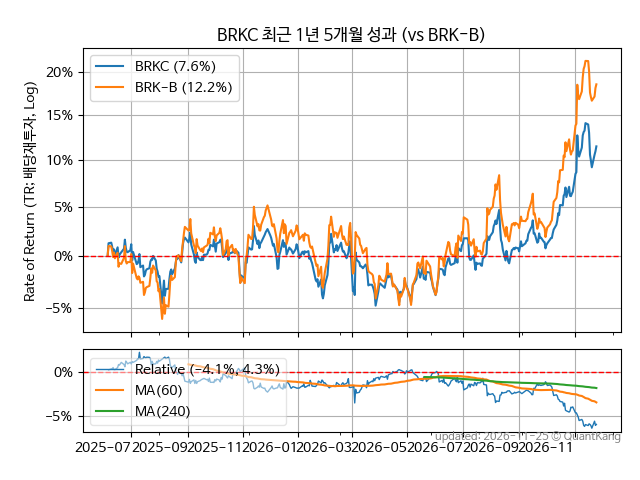 BRKC 최근 1년 5개월 성과 (vs BRK-B)
Rate of Return (TR: 배당재투자, Log)
BRKC (7.6%)
BRK-B (12.2%)
20%
15%
10%
5%
0%
−5%
Relative (−4.1%, 4.3%)
MA(60)
MA(240)
0%
−5%
updated: 2026-11-25 © QuantKang
2025-07 2025-09 2025-11 2026-01 2026-03 2026-05 2026-07 2026-09 2026-11